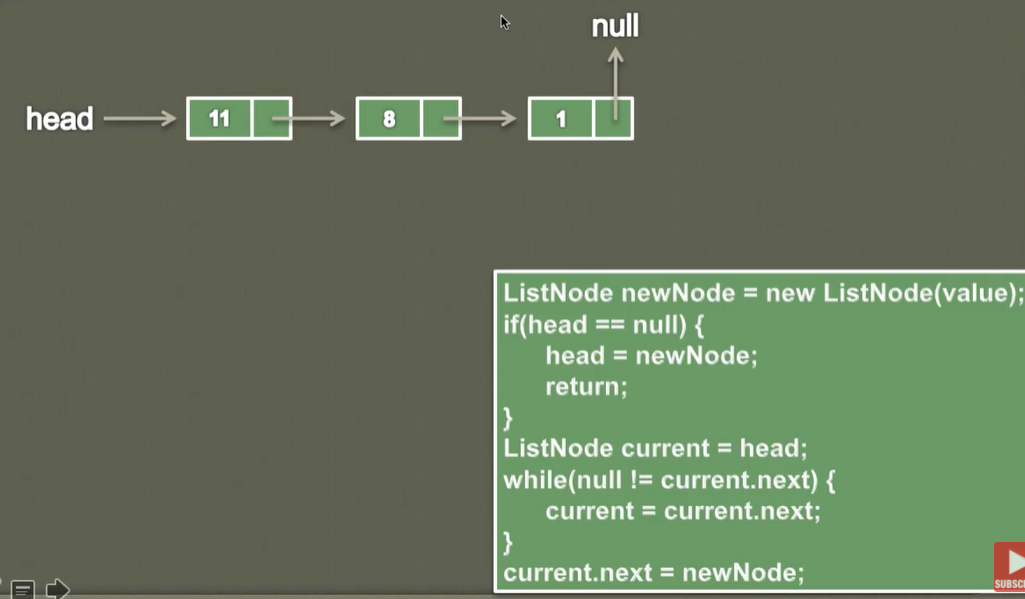 null
head
11
8
1
ListNode newNode = new ListNode(value);
if(head == null) {
head = newNode;
return;
}
ListNode current = head;
while(null != current.next) {
current = current.next;
}
current.next = newNode;
SUBSC